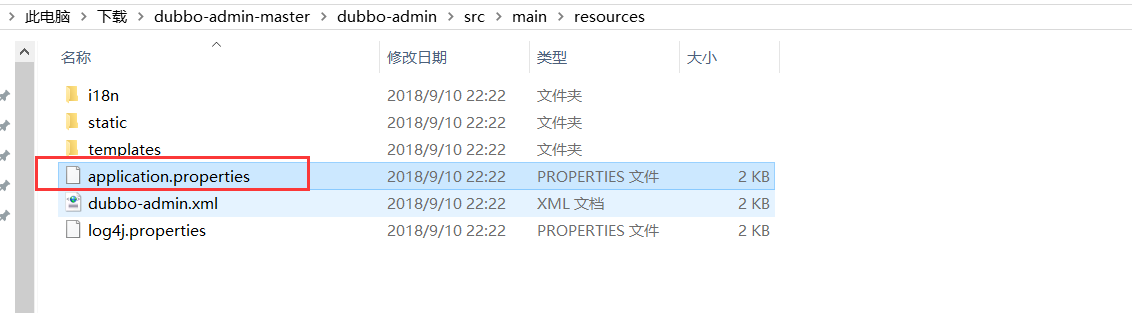 此电脑 > 下载 > dubbo-admin-master > dubbo-admin > src > main > resources
名称 修改日期 类型 大小
i18n 2018/9/10 22:22 文件夹
static 2018/9/10 22:22 文件夹
templates 2018/9/10 22:22 文件夹
application.properties 2018/9/10 22:22 PROPERTIES 文件 2 KB
dubbo-admin.xml 2018/9/10 22:22 XML 文档 2 KB
log4j.properties 2018/9/10 22:22 PROPERTIES 文件 2 KB